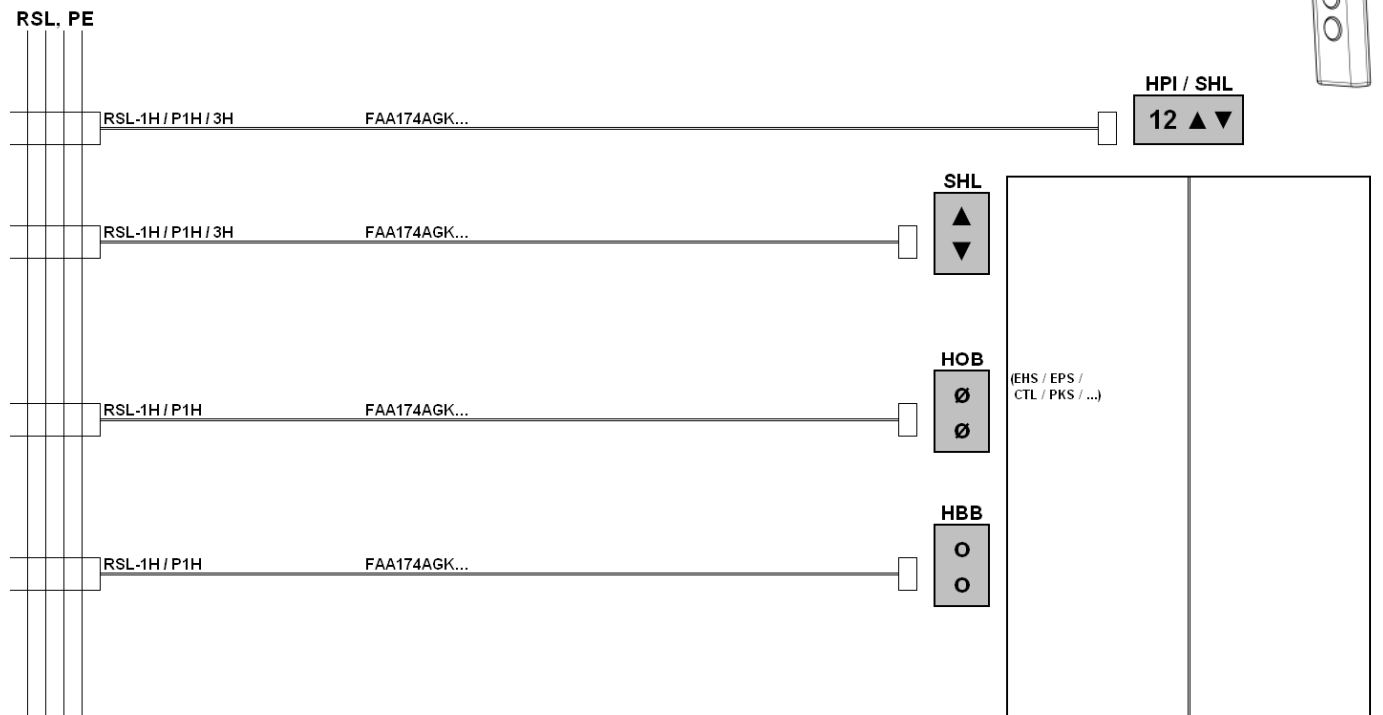 RSL, PE
HPI / SHL
RSL-1H / P1H / 3H FAA174AGK... 12 ▲ ▼
SHL
RSL-1H / P1H / 3H FAA174AGK... ▲
▼
HOB
(EHS / EPS /
CTL / PKS / ...)
RSL-1H / P1H FAA174AGK... Ø
Ø
HBB
RSL-1H / P1H FAA174AGK... O
O